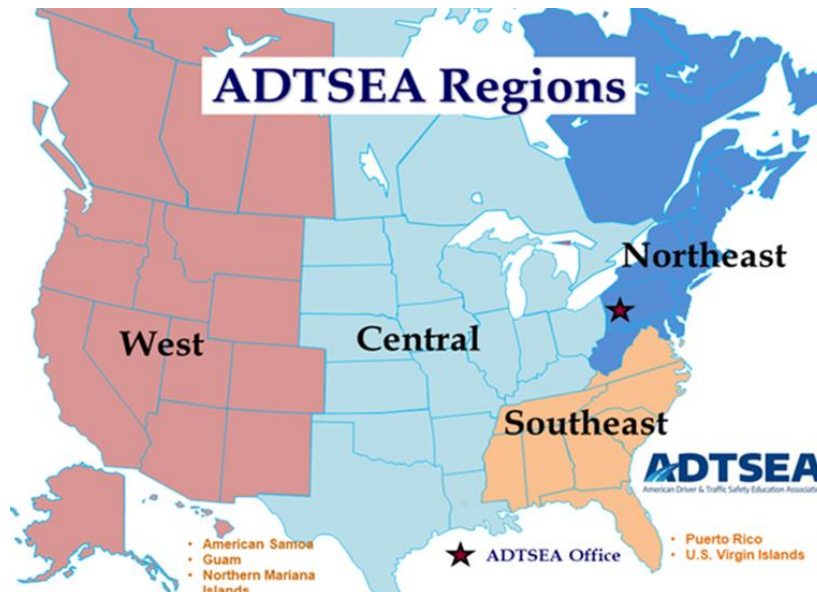 ADTSEA Regions
Northeast
West
Central
Southeast
ADTSEA
American Driver & Traffic Safety Education Associatio
• American Samoa
• Guam
• Northern Mariana
Islands
ADTSEA Office
• Puerto Rico
• U.S. Virgin Islands